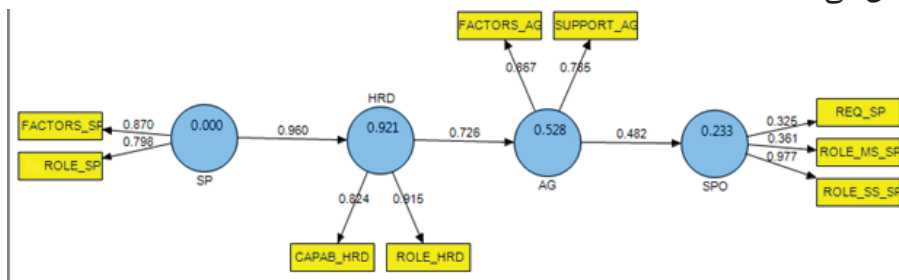 FACTORS_AG SUPPORT_AG
0.867 0.785
HRD
FACTORS_SP 0.870 0.000 0.960 0.921 0.726 0.528 0.482 0.233 0.325 REQ_SP
ROLE_SP 0.798 0.361 ROLE_MS_SP
SP AG SPO 0.977 ROLE_SS_SP
0.824 0.915
CAPAB_HRD ROLE_HRD